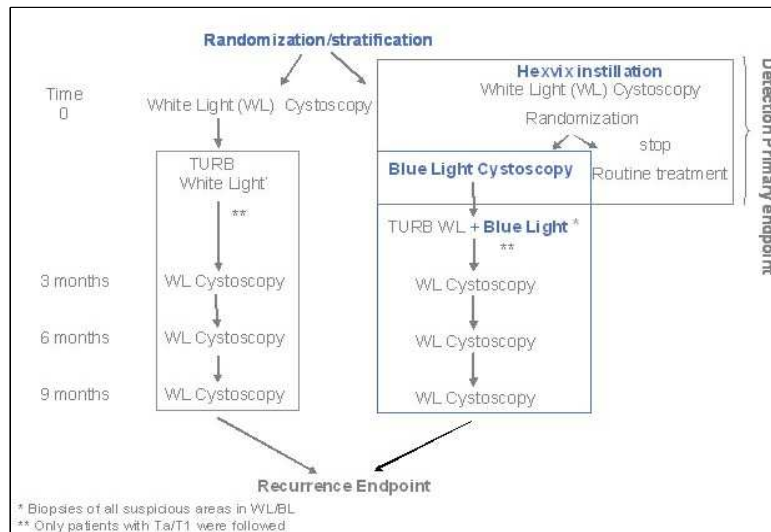 Randomization/stratification
Hexvix instillation
White Light (WL) Cystoscopy
Randomization
stop
Routine treatment
Detection Primary endpoint
Time
0
White Light (WL) Cystoscopy
TURB
White Light*
**
Blue Light Cystoscopy
TURB WL + Blue Light *
**
3 months
WL Cystoscopy
WL Cystoscopy
6 months
WL Cystoscopy
WL Cystoscopy
9 months
WL Cystoscopy
WL Cystoscopy
Recurrence Endpoint
* Biopsies of all suspicious areas in WL/BL
** Only patients with Ta/T1 were followed